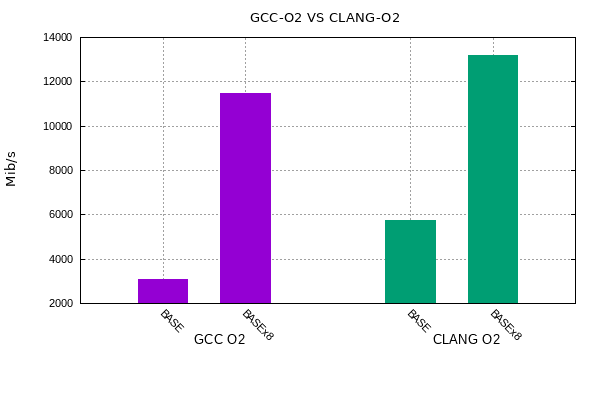 GCC-O2 VS CLANG-O2
14000
12000
10000
8000
6000
4000
2000
Mib/s
BASE
BASEx8
BASE
BASEx8
GCC O2
CLANG O2